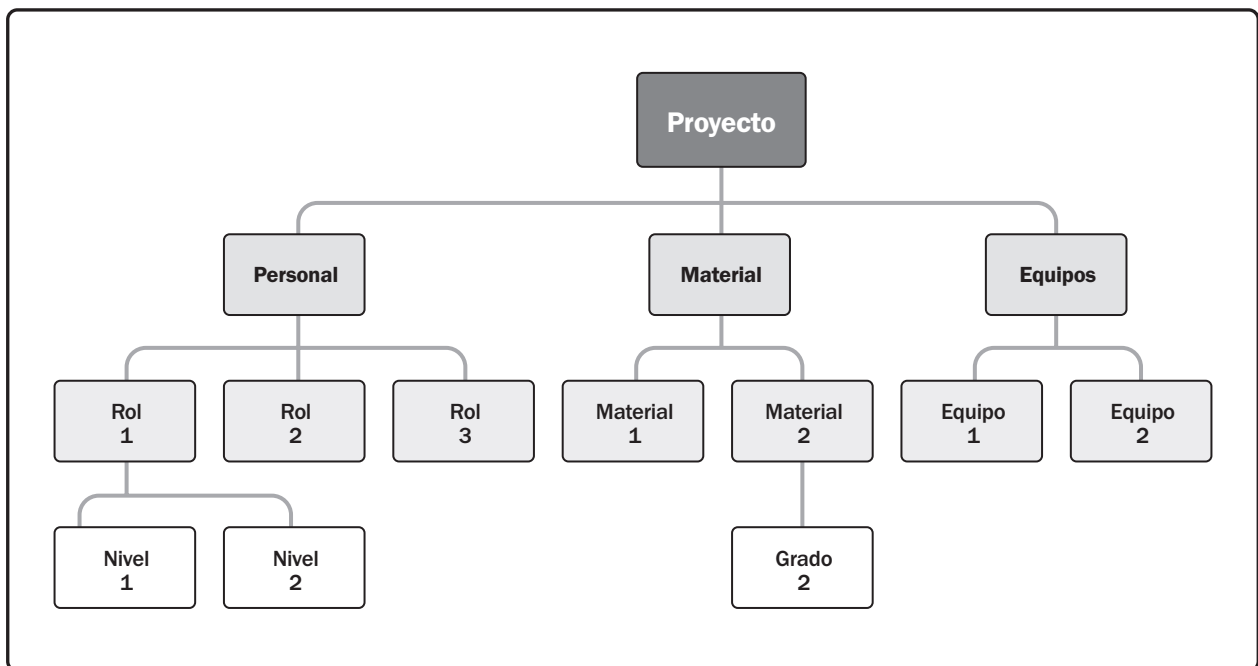 Proyecto
Personal
Material
Equipos
Rol
1
Rol
2
Rol
3
Material
1
Material
2
Equipo
1
Equipo
2
Nivel
1
Nivel
2
Grado
2